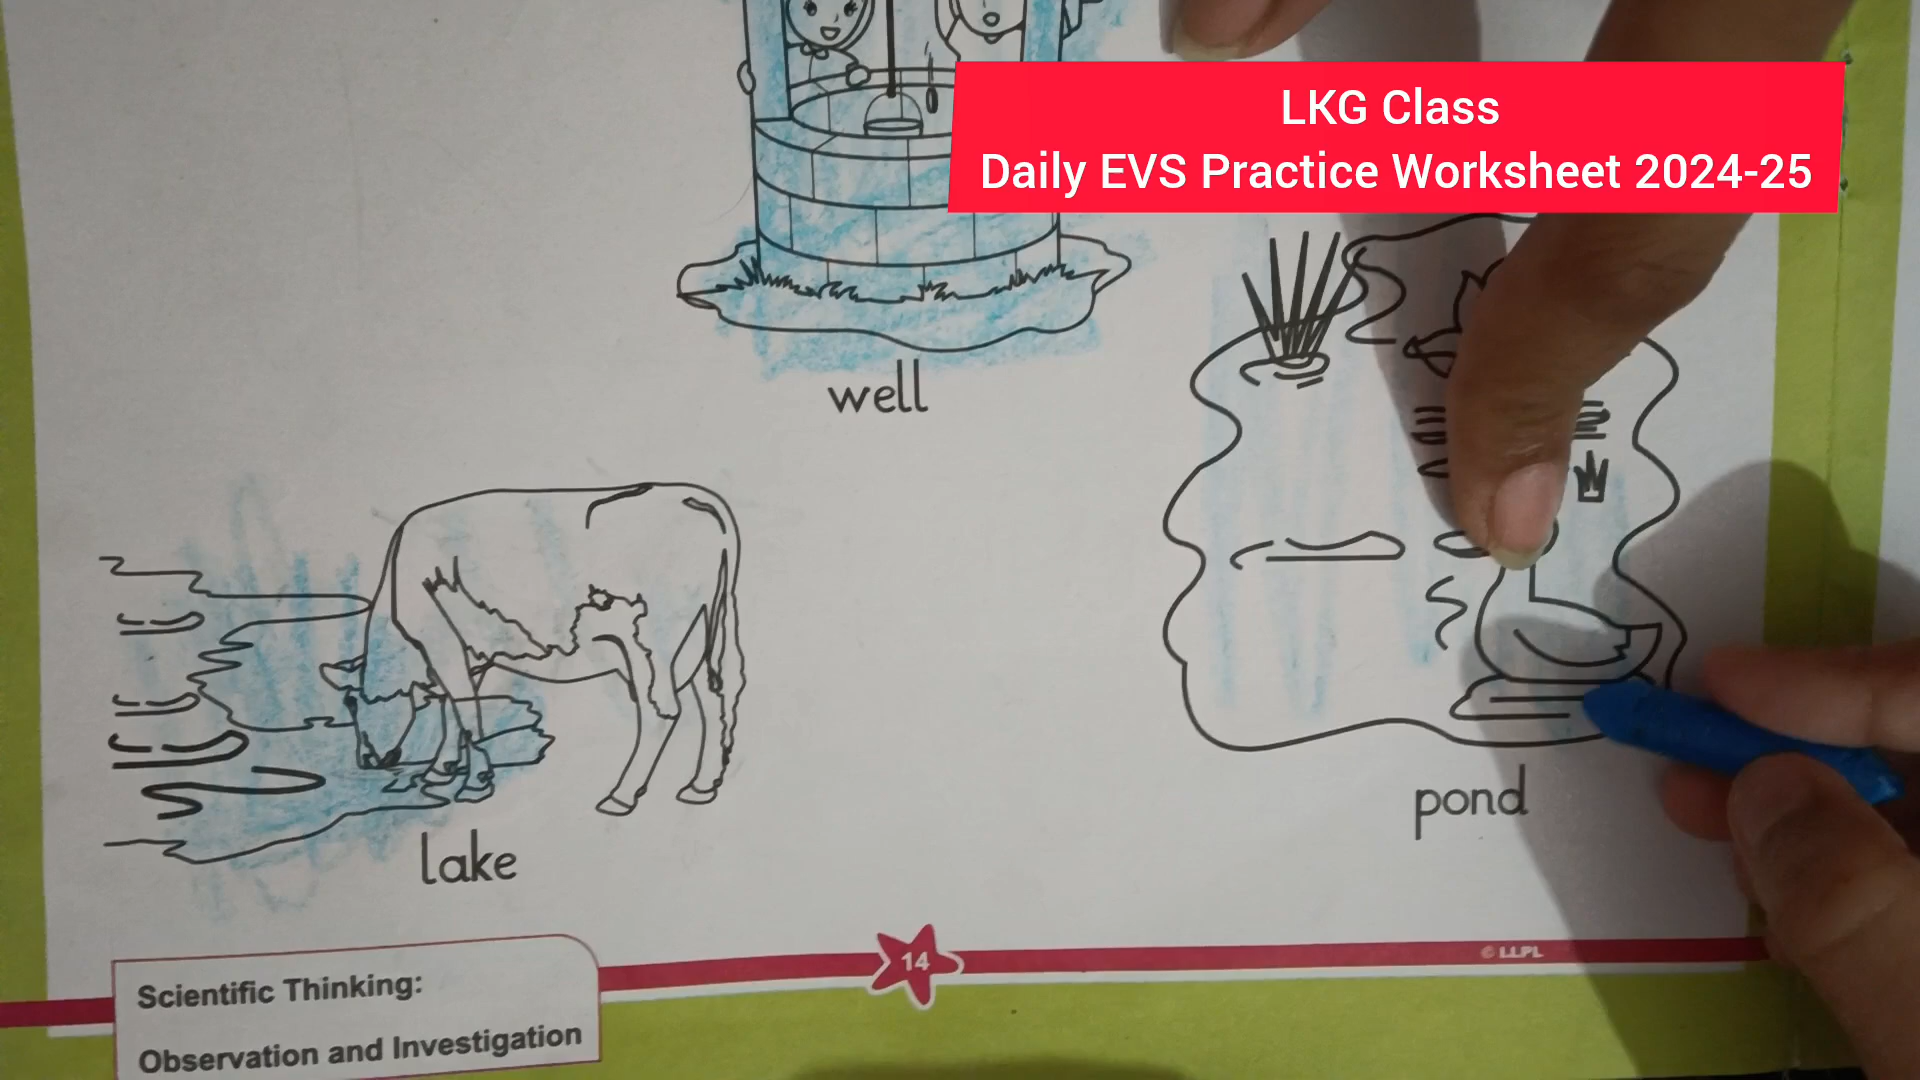 LKG Class
Daily EVS Practice Worksheet 2024-25
well
pond
lake
14
© LLPL
Scientific Thinking:
Observation and Investigation